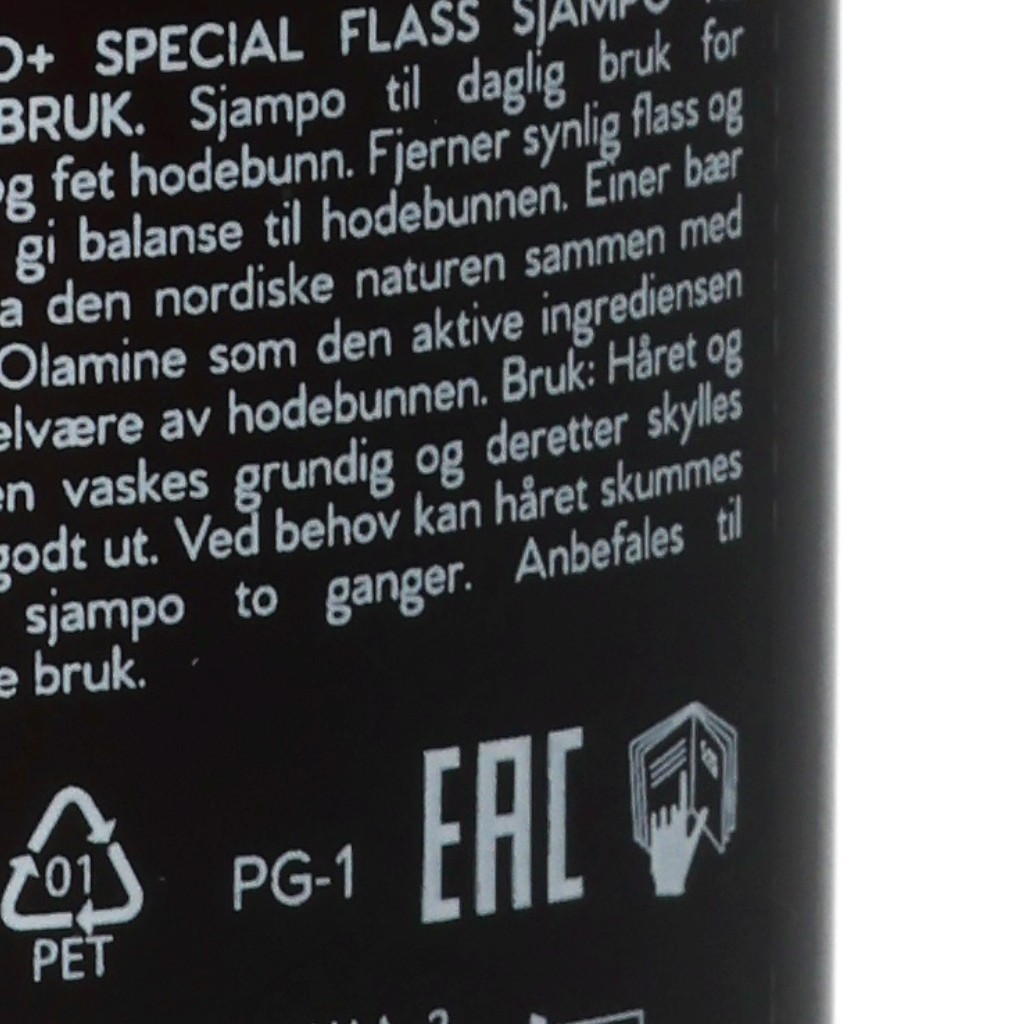 SPECIAL FLASS SJAMPO
BRUK. Sjampo til daglig bruk for
og fet hodebunn. Fjerner synlig flass og
gi balanse til hodebunnen. Einer bær
den nordiske naturen sammen med
Olamine som den aktive ingrediensen
av hodebunnen. Bruk: Håret og
vaskes grundig og deretter skylles
godt ut. Ved behov kan håret skummes
sjampo to ganger. Anbefales til
bruk.
EAC
01
PET
PG-1